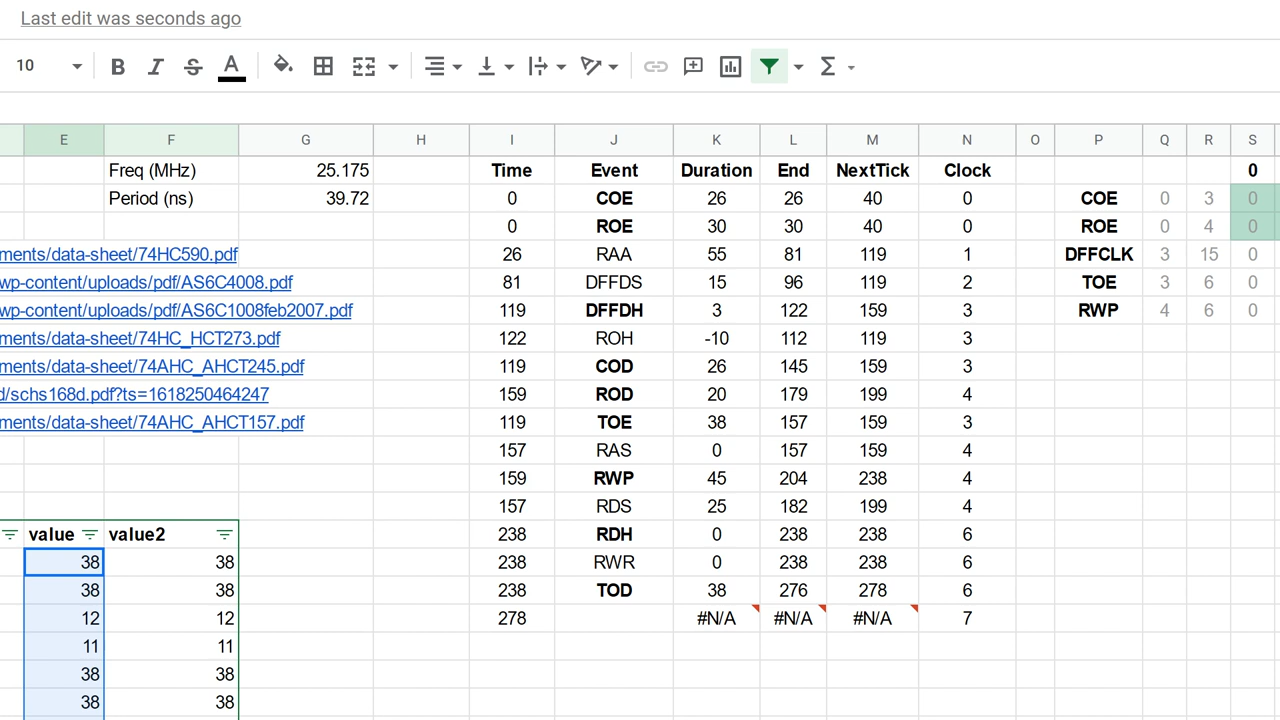 Last edit was seconds ago
10 B I S A Σ
E F G H I J K L M N O P Q R S
Freq (MHz) 25.175 Time Event Duration End NextTick Clock 0
Period (ns) 39.72 0 COE 26 26 40 0 COE 0 3 0
0 ROE 30 30 40 0 ROE 0 4 0
ments/data-sheet/74HC590.pdf 26 RAA 55 81 119 1 DFFCLK 3 15 0
wp-content/uploads/pdf/AS6C4008.pdf 81 DFFDS 15 96 119 2 TOE 3 6 0
wp-content/uploads/pdf/AS6C1008feb2007.pdf 119 DFFDH 3 122 159 3 RWP 4 6 0
ments/data-sheet/74HC_HCT273.pdf 122 ROH -10 112 119 3
ments/data-sheet/74AHC_AHCT245.pdf 119 COD 26 145 159 3
d/schs168d.pdf?ts=1618250464247 159 ROD 20 179 199 4
ments/data-sheet/74AHC_AHCT157.pdf 119 TOE 38 157 159 3
157 RAS 0 157 159 4
159 RWP 45 204 238 4
157 RDS 25 182 199 4
value value2 238 RDH 0 238 238 6
38 38 238 RWR 0 238 238 6
38 38 238 TOD 38 276 278 6
12 12 278 #N/A #N/A #N/A 7
11 11
38 38
38 38